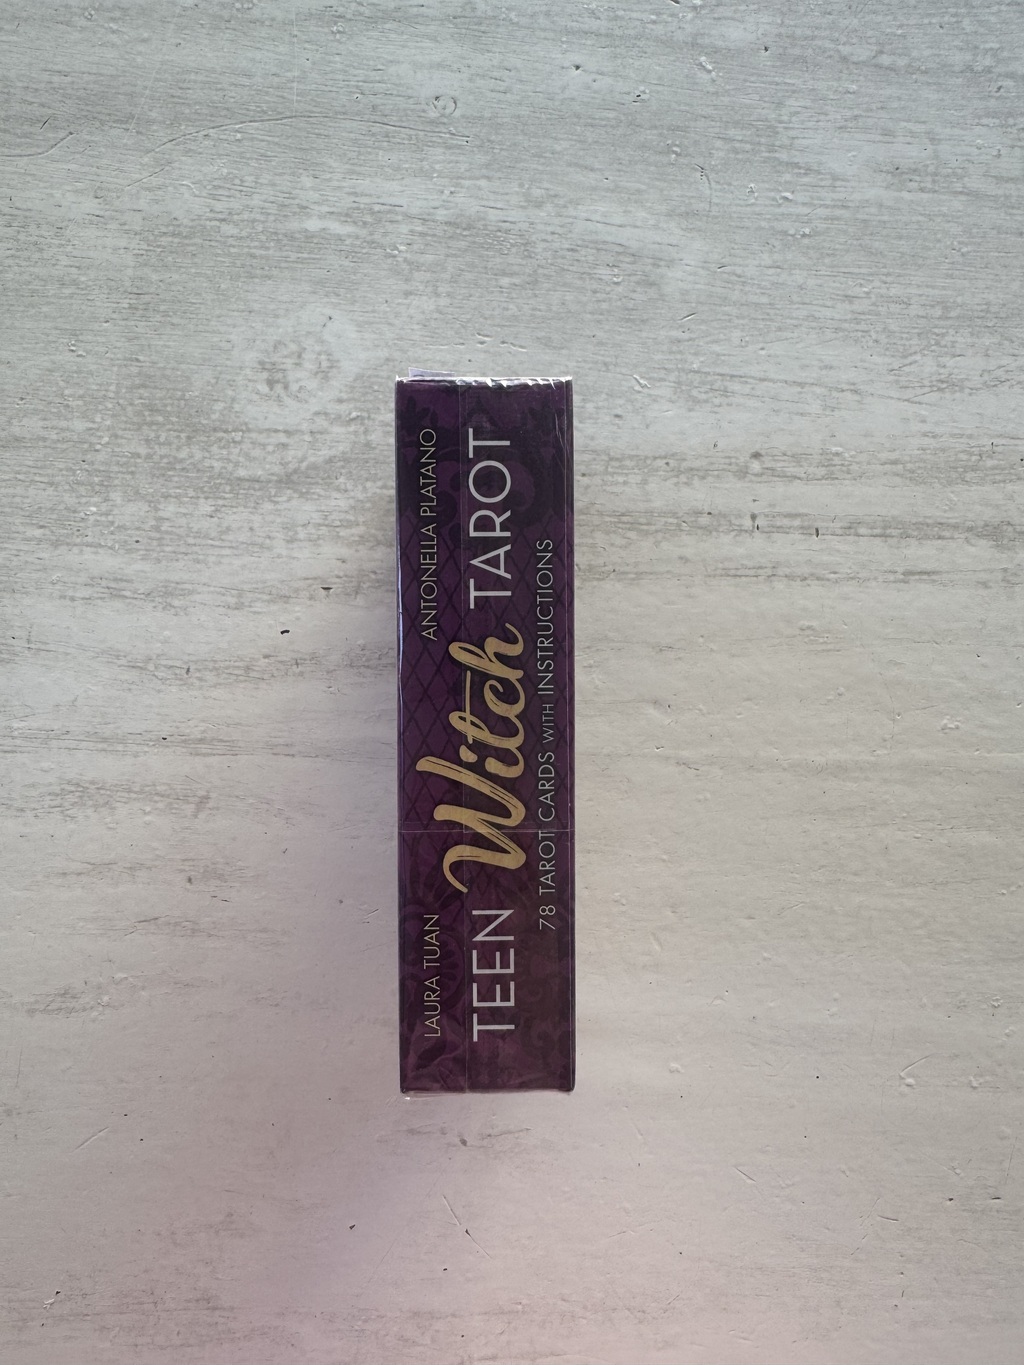 LAURA TUAN ANTONELLA PLATANO
TEEN Witch TAROT
78 TAROT CARDS WITH INSTRUCTIONS